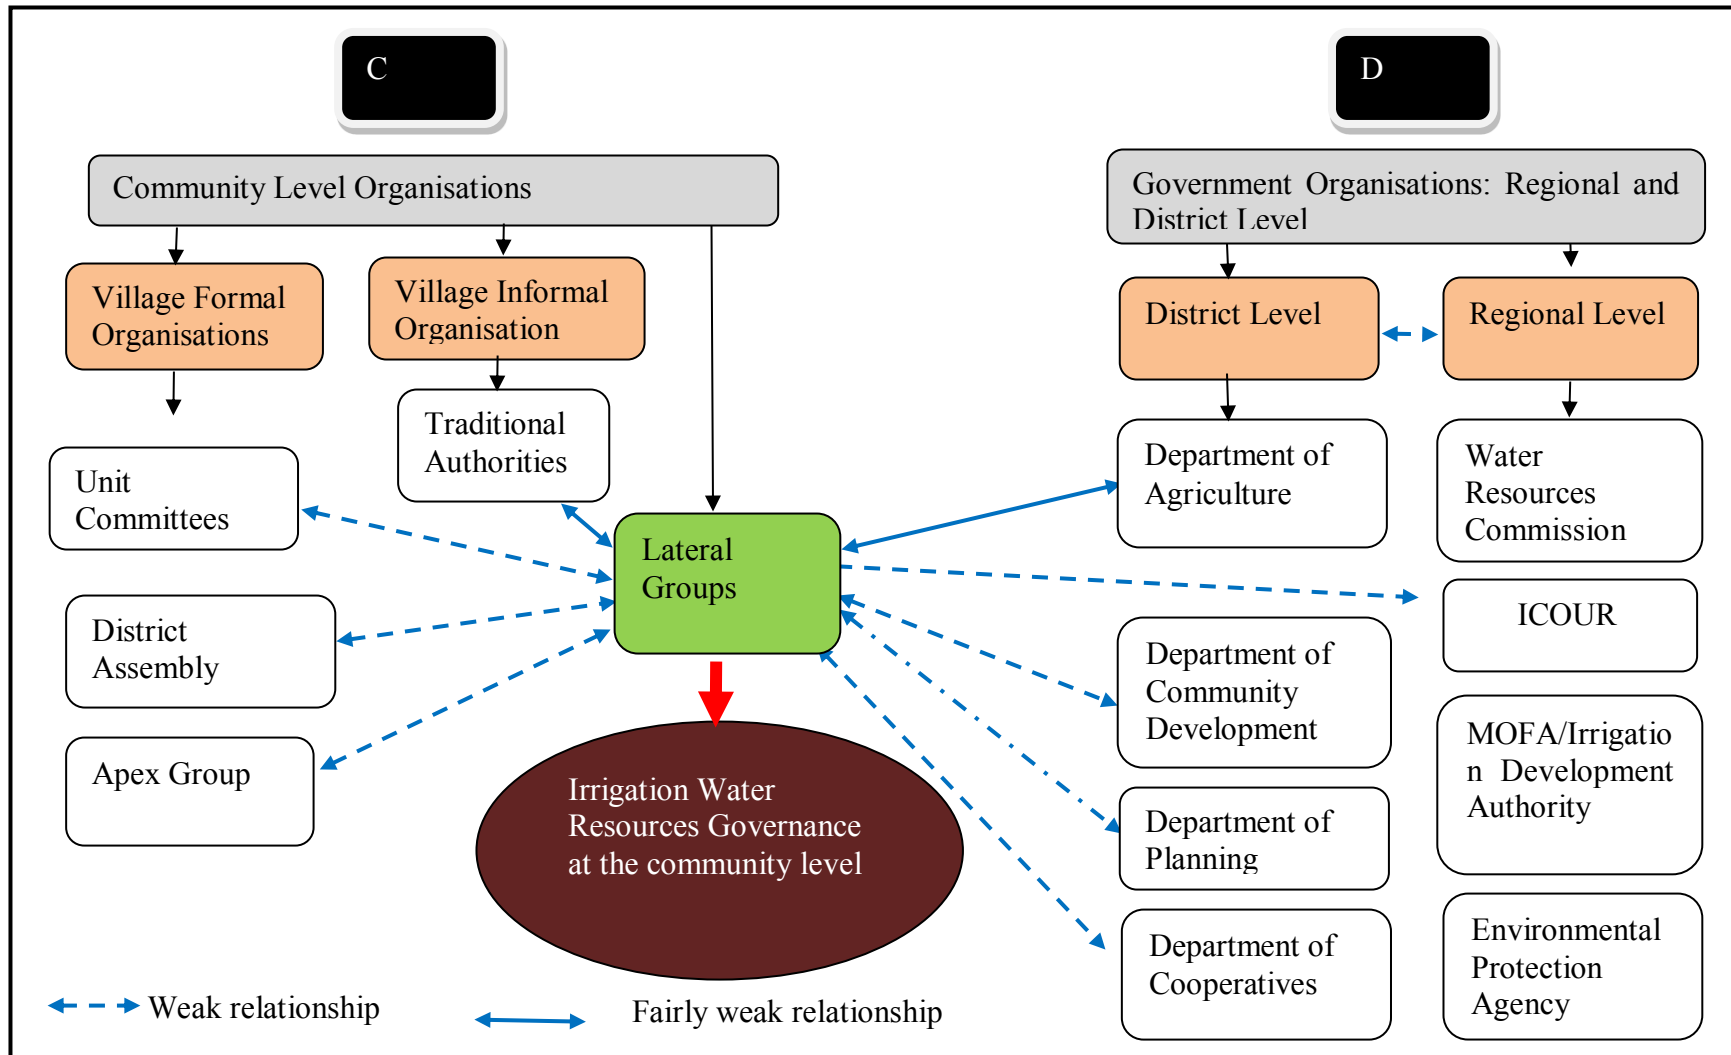 C
D
Community Level Organisations
Government Organisations: Regional and
District Level
Village Formal
Organisations
Village Informal
Organisation
District Level
Regional Level
Unit
Committees
Traditional
Authorities
Department of
Agriculture
Water
Resources
Commission
Lateral
Groups
ICOUR
District
Assembly
Department of
Community
Development
Apex Group
MOFA/Irrigatio
n Development
Authority
Irrigation Water
Resources Governance
at the community level
Department of
Planning
Department of
Cooperatives
Environmental
Protection
Agency
Weak relationship
Fairly weak relationship